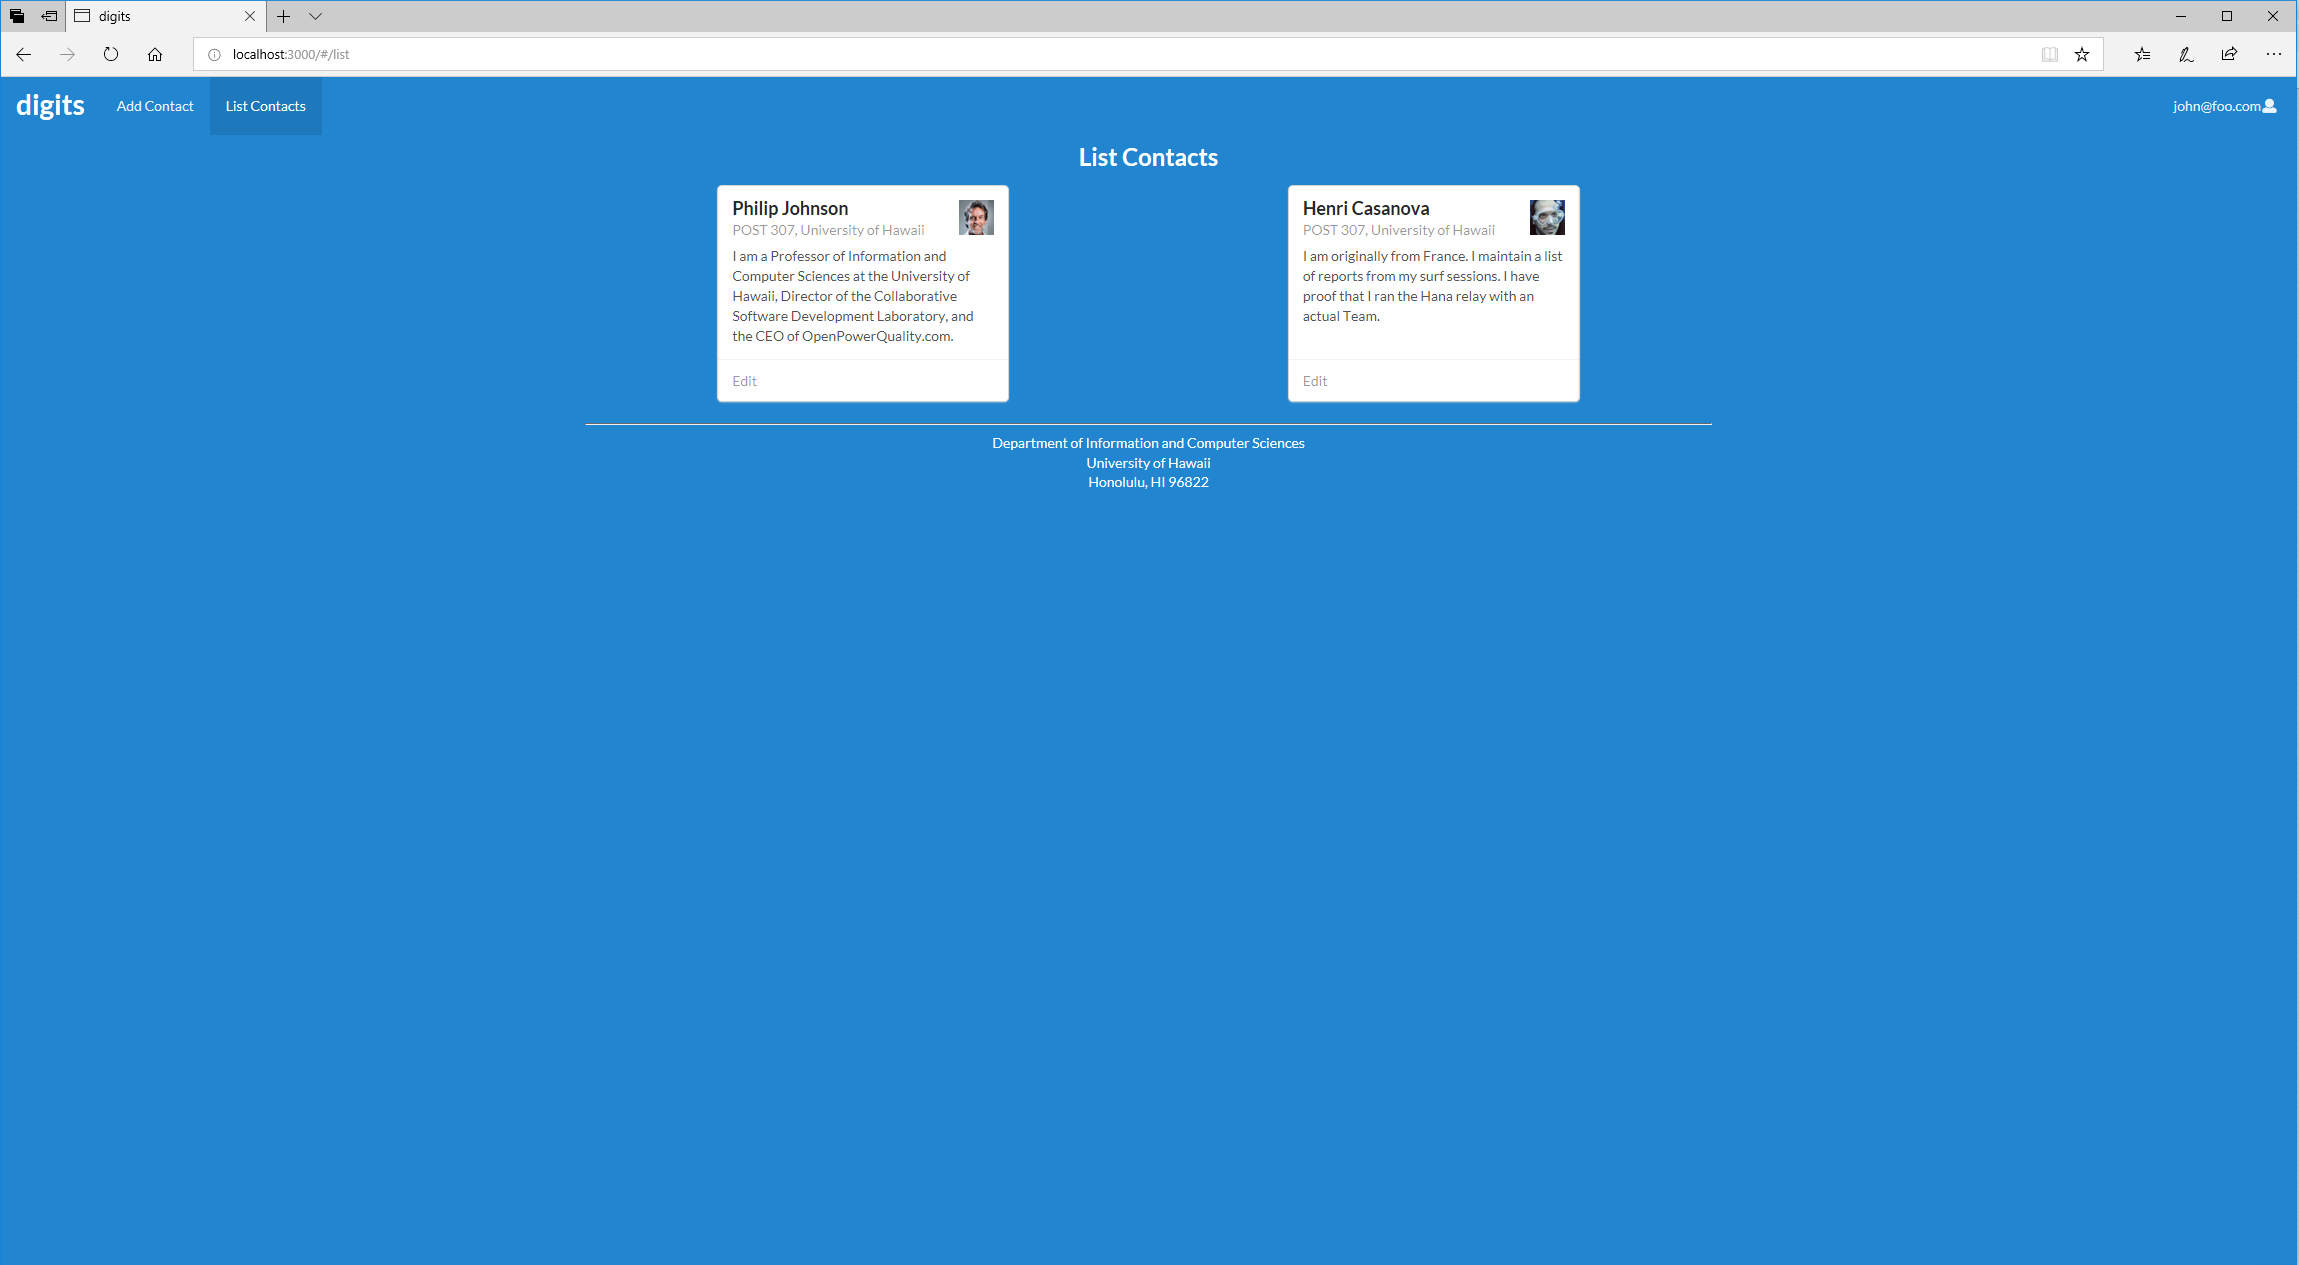 digits
localhost:3000/#/list
digits
Add Contact
List Contacts
john@foo.com
List Contacts
Philip Johnson
POST 307, University of Hawaii
I am a Professor of Information and
Computer Sciences at the University of
Hawaii, Director of the Collaborative
Software Development Laboratory, and
the CEO of OpenPowerQuality.com.
Edit
Henri Casanova
POST 307, University of Hawaii
I am originally from France. I maintain a list
of reports from my surf sessions. I have
proof that I ran the Hana relay with an
actual Team.
Edit
Department of Information and Computer Sciences
University of Hawaii
Honolulu, HI 96822